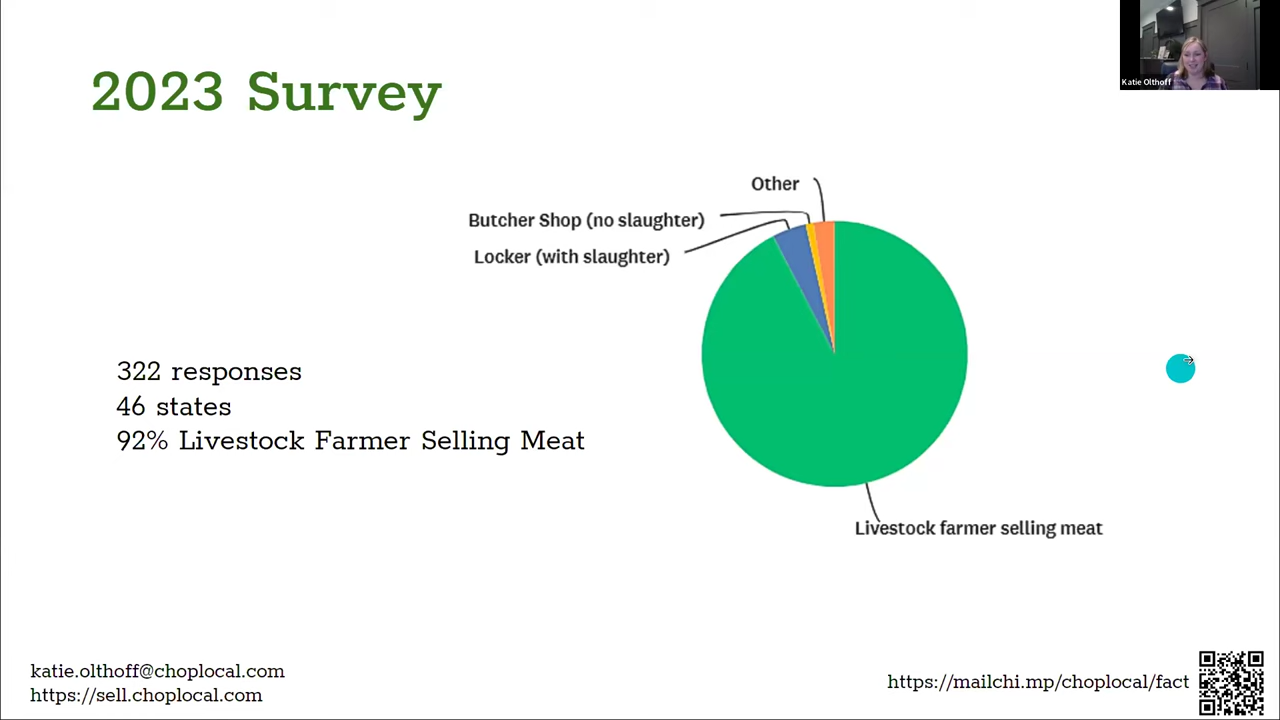 2023 Survey
Katie Olthoff
Other
Butcher Shop (no slaughter)
Locker (with slaughter)
322 responses
46 states
92% Livestock Farmer Selling Meat
Livestock farmer selling meat
katie.olthoff@choplocal.com
https://sell.choplocal.com
https://mailchi.mp/choplocal/fact